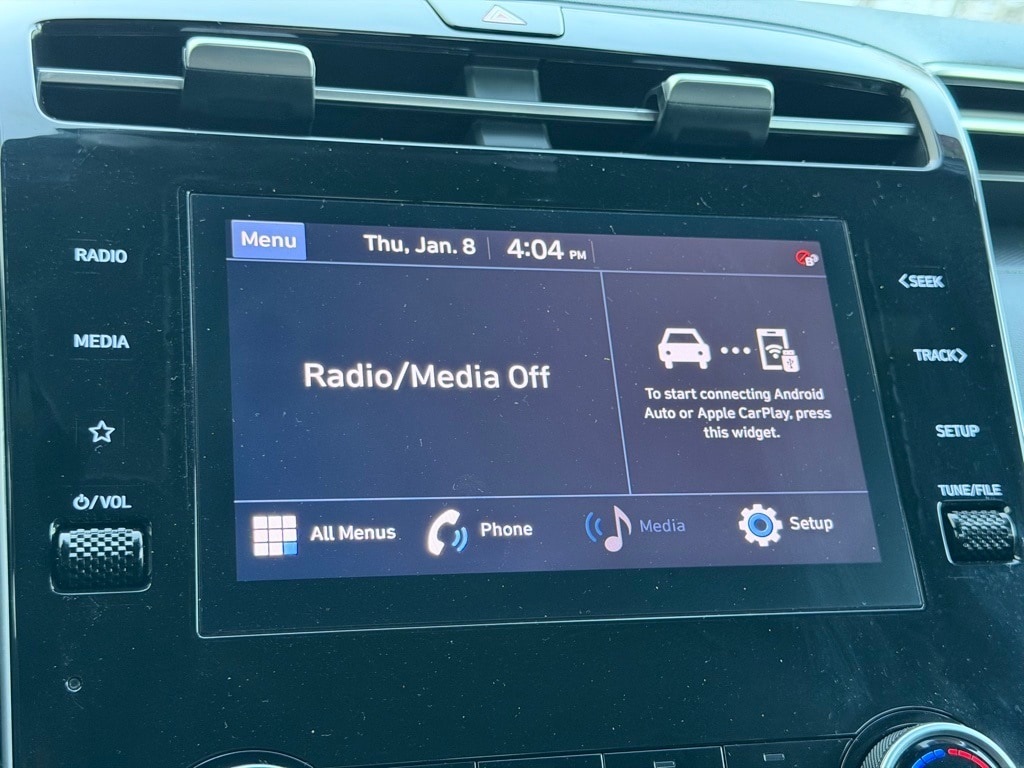 Menu Thu, Jan. 8 4:04 PM
RADIO
MEDIA
/VOL
Radio/Media Off
To start connecting Android
Auto or Apple CarPlay, press
this widget.
All Menus Phone Media Setup
<SEEK
TRACK>
SETUP
TUNE/FILE